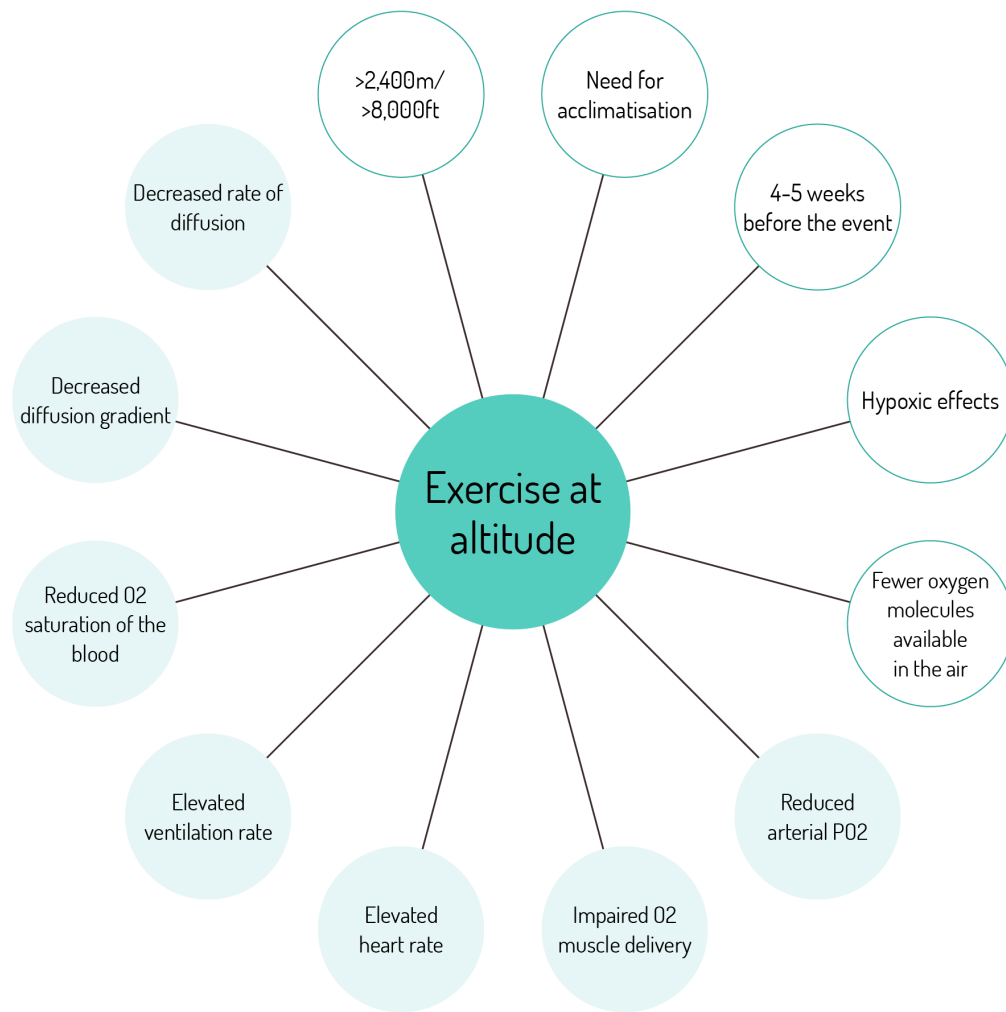 >2,400m/
>8,000ft
Need for
acclimatisation
4-5 weeks
before the event
Hypoxic effects
Fewer oxygen
molecules
available
in the air
Reduced
arterial PO2
Impaired O2
muscle delivery
Elevated
heart rate
Elevated
ventilation rate
Reduced O2
saturation of the
blood
Decreased
diffusion gradient
Decreased rate of
diffusion
Exercise at
altitude